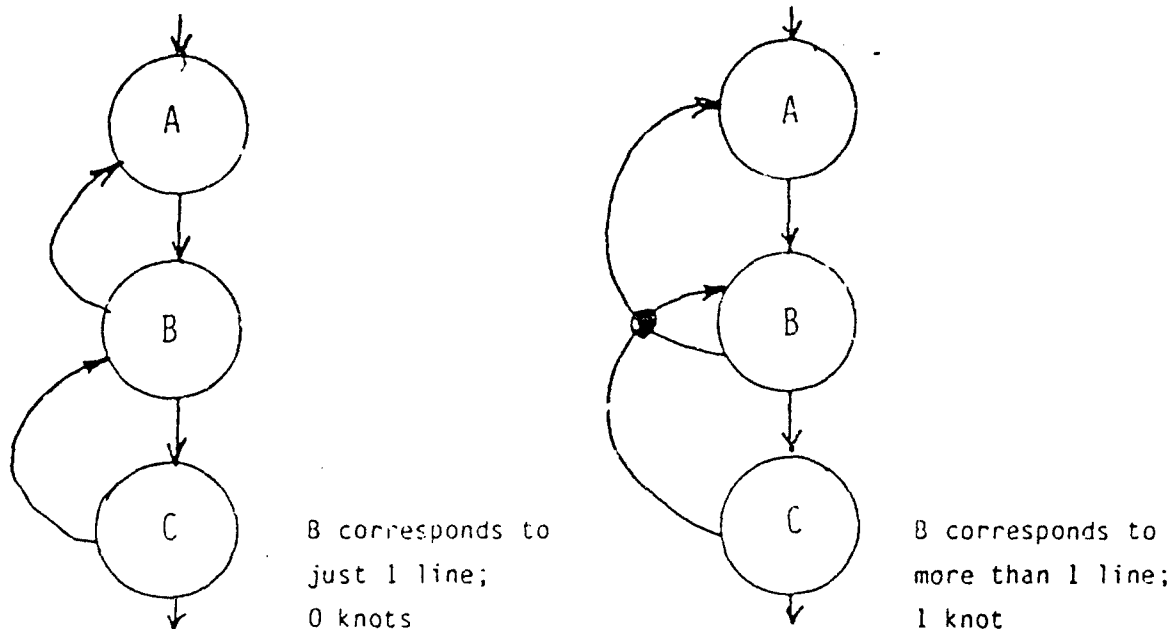 A
B
C
B corresponds to
just 1 line;
0 knots
A
B
C
B corresponds to
more than 1 line;
1 knot